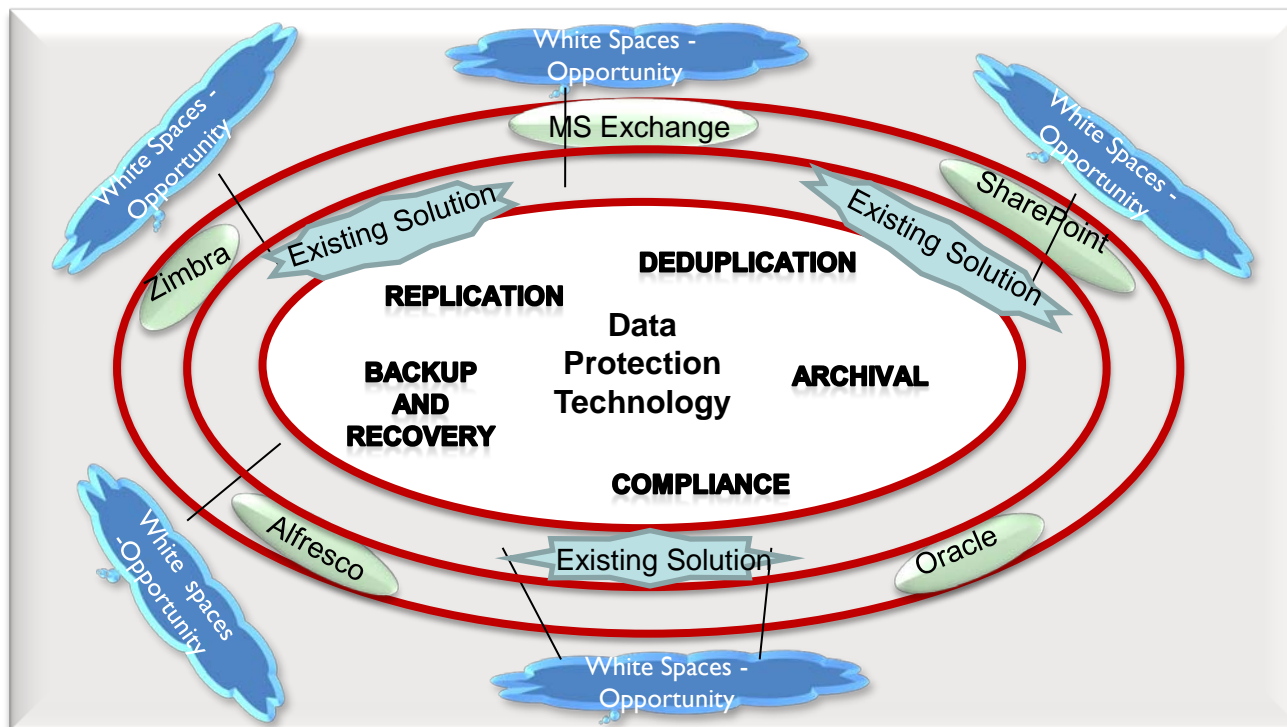 White Spaces -
Opportunity
White Spaces -
Opportunity
White Spaces -
Opportunity
MS Exchange
SharePoint
Zimbra
Existing Solution
Existing Solution
DEDUPLICATION
REPLICATION
Data
Protection
Technology
BACKUP
AND
RECOVERY
ARCHIVAL
COMPLIANCE
Alfresco
Existing Solution
Oracle
White spaces
-Opportunity
White Spaces -
Opportunity